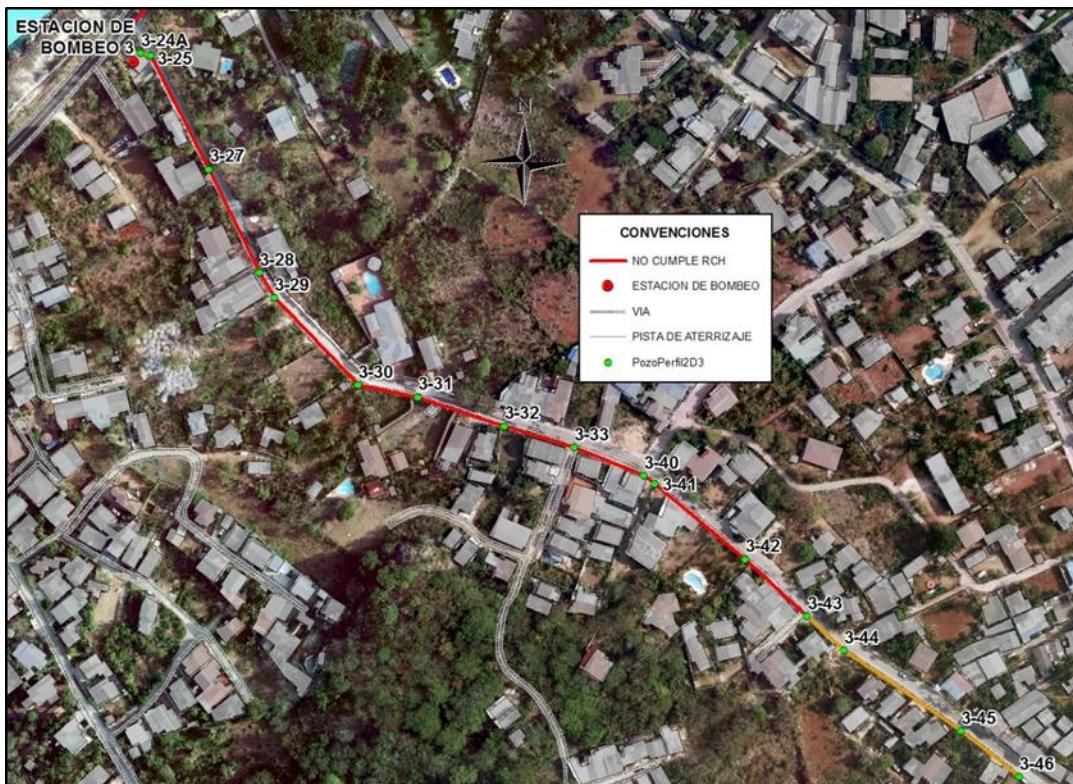 ESTACION DE
BOMBEO 3
3-24A
3-25
3-27
N
3-28
3-29
CONVENCIONES
NO CUMPLE RCH
ESTACION DE BOMBEO
VIA
PISTA DE ATERRIZAJE
PozoPerfil2D3
3-30
3-31
3-32
3-33
3-40
3-41
3-42
3-43
3-44
3-45
3-46